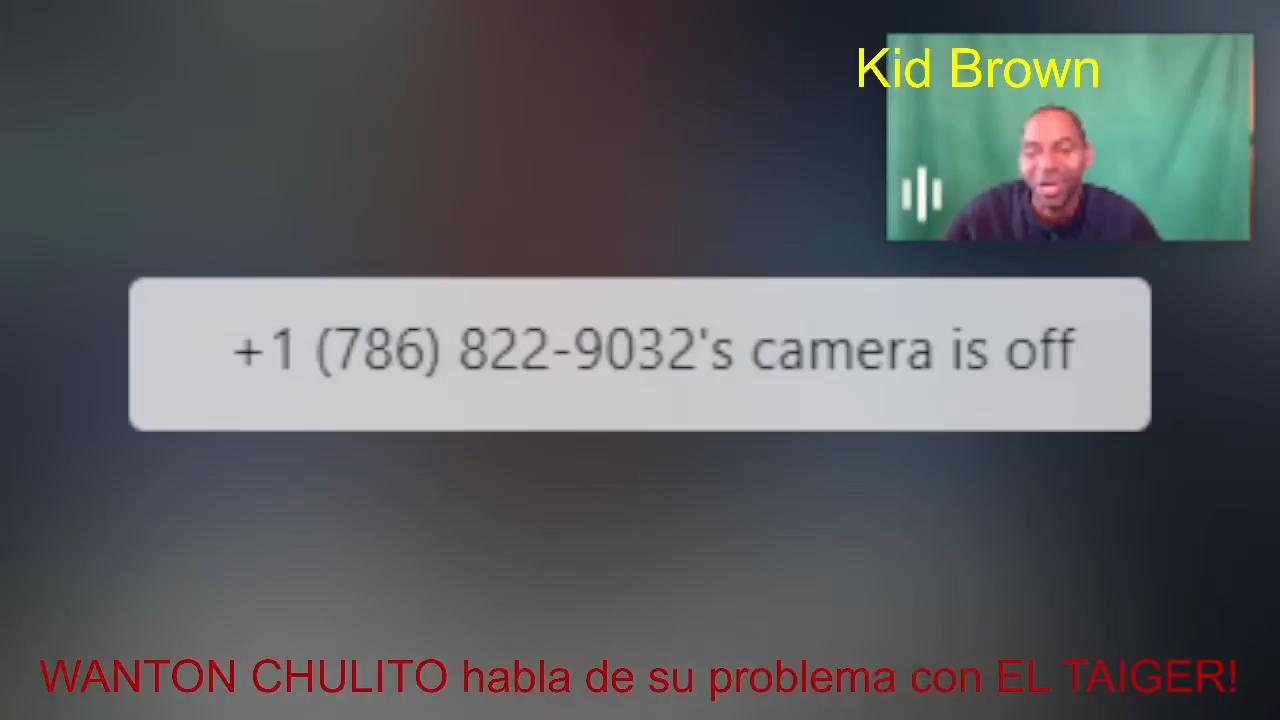 Kid Brown
+1 (786) 822-9032's camera is off
WANTON CHULITO habla de su problema con EL TAIGER!